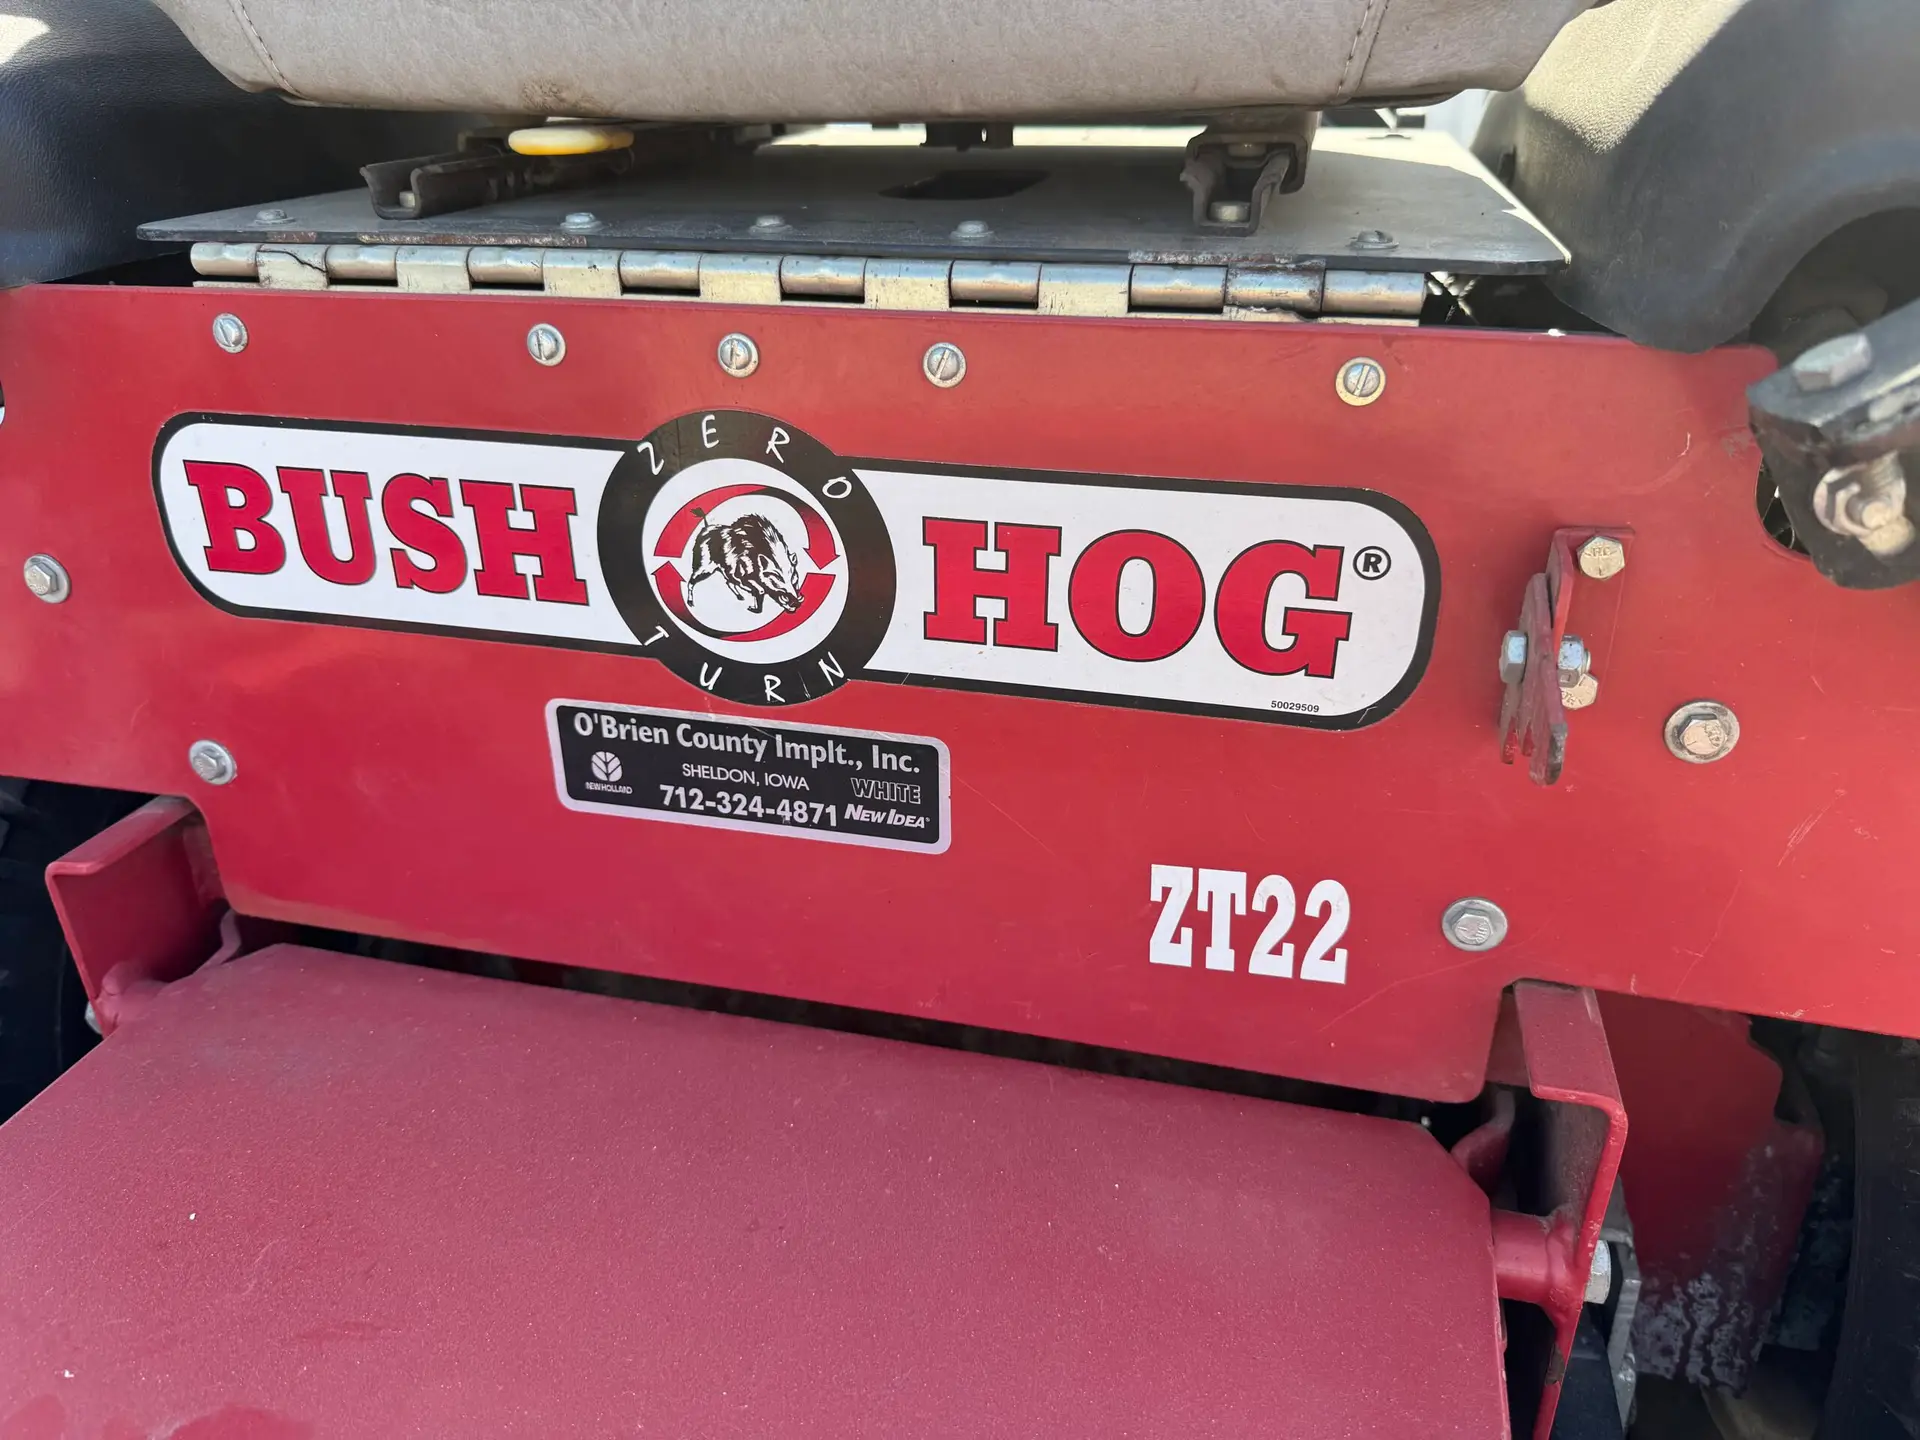 BUSH HOG®
ZERO
TURN
50029509
O'Brien County Implt., Inc.
SHELDON, IOWA
NEW HOLLAND
WHITE
712-324-4871
NEW IDEA
ZT22